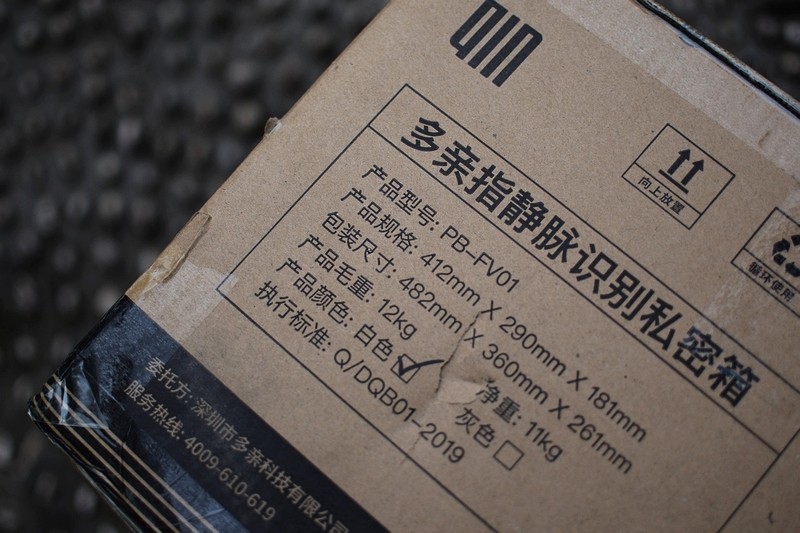 QIN
多亲指静脉识别私密箱
产品型号: PB-FV01
产品规格: 412mm X 290mm X 181mm
包装尺寸: 482mm X 360mm X 261mm
产品毛重: 12kg 净重: 11kg
产品颜色: 白色 灰色
执行标准: Q/DQB01-2019
向上放置
循环使用
委托方: 深圳市多亲科技有限公司
服务热线: 4009-610-619